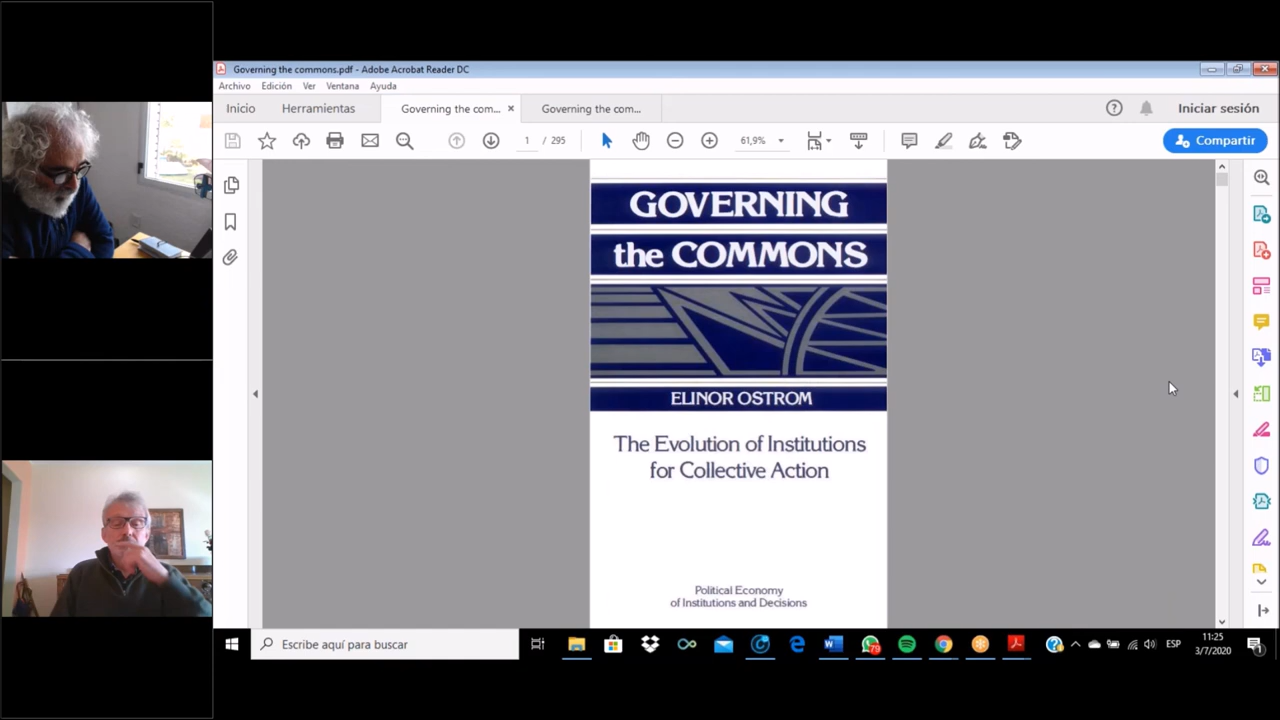 Governing the commons.pdf - Adobe Acrobat Reader DC
Archivo Edición Ver Ventana Ayuda
Inicio Herramientas Governing the com... Governing the com... Iniciar sesión
1 / 295 61,9% Compartir
GOVERNING
the COMMONS
ELINOR OSTROM
The Evolution of Institutions
for Collective Action
Political Economy
of Institutions and Decisions
Escribe aquí para buscar
79
ESP
11:25
3/7/2020
1